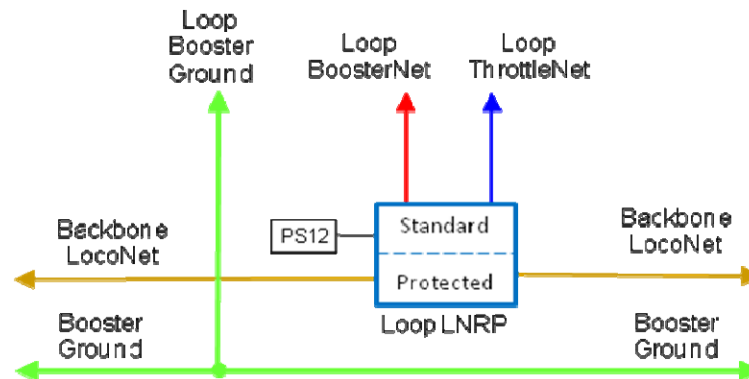 Loop
Booster
Ground
Loop
BoosterNet
Loop
ThrottleNet
Backbone
LocoNet
PS12
Standard
Protected
Backbone
LocoNet
Booster
Ground
Loop LNRP
Booster
Ground